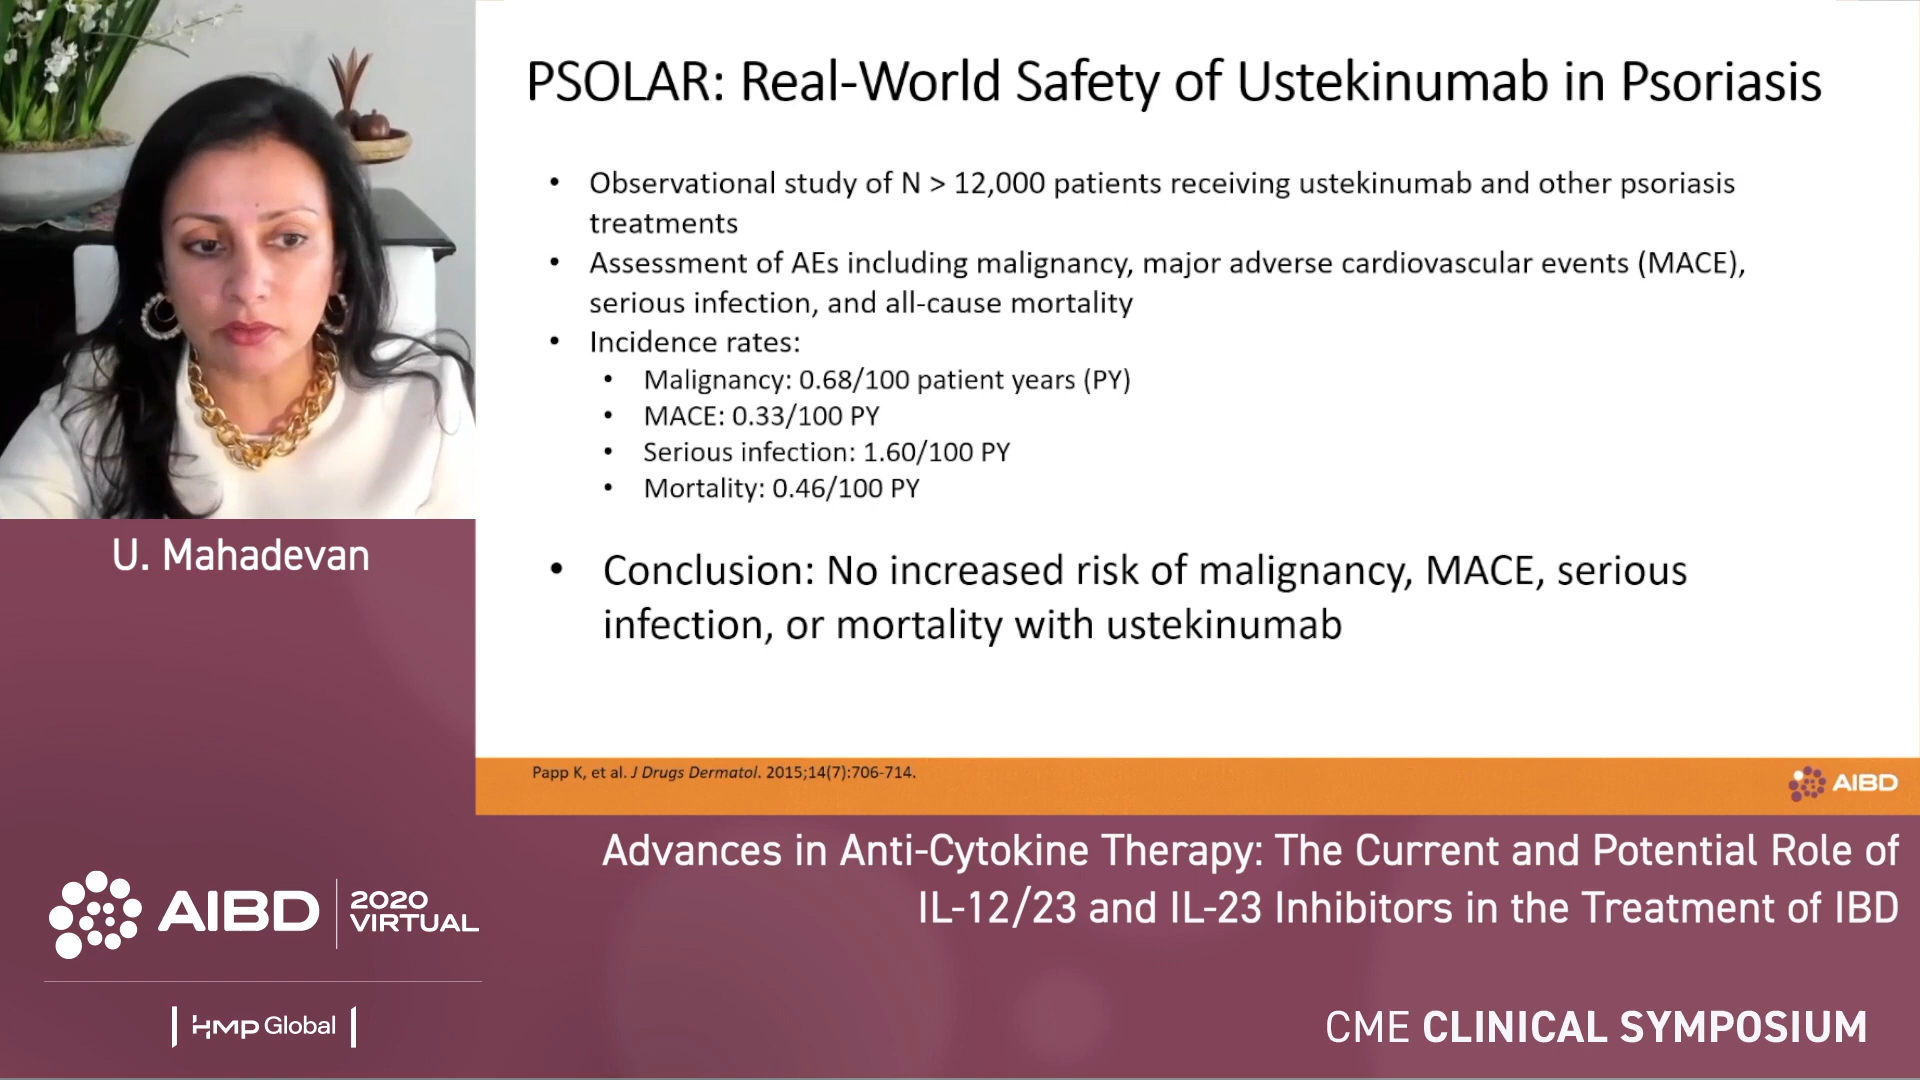 PSOLAR: Real-World Safety of Ustekinumab in Psoriasis
• Observational study of N > 12,000 patients receiving ustekinumab and other psoriasis
treatments
• Assessment of AEs including malignancy, major adverse cardiovascular events (MACE),
serious infection, and all-cause mortality
• Incidence rates:
• Malignancy: 0.68/100 patient years (PY)
• MACE: 0.33/100 PY
• Serious infection: 1.60/100 PY
• Mortality: 0.46/100 PY
• Conclusion: No increased risk of malignancy, MACE, serious
infection, or mortality with ustekinumab
Papp K, et al. J Drugs Dermatol. 2015;14(7):706-714.
AIBD
U. Mahadevan
Advances in Anti-Cytokine Therapy: The Current and Potential Role of
IL-12/23 and IL-23 Inhibitors in the Treatment of IBD
AIBD 2020
VIRTUAL
HMP Global
CME CLINICAL SYMPOSIUM